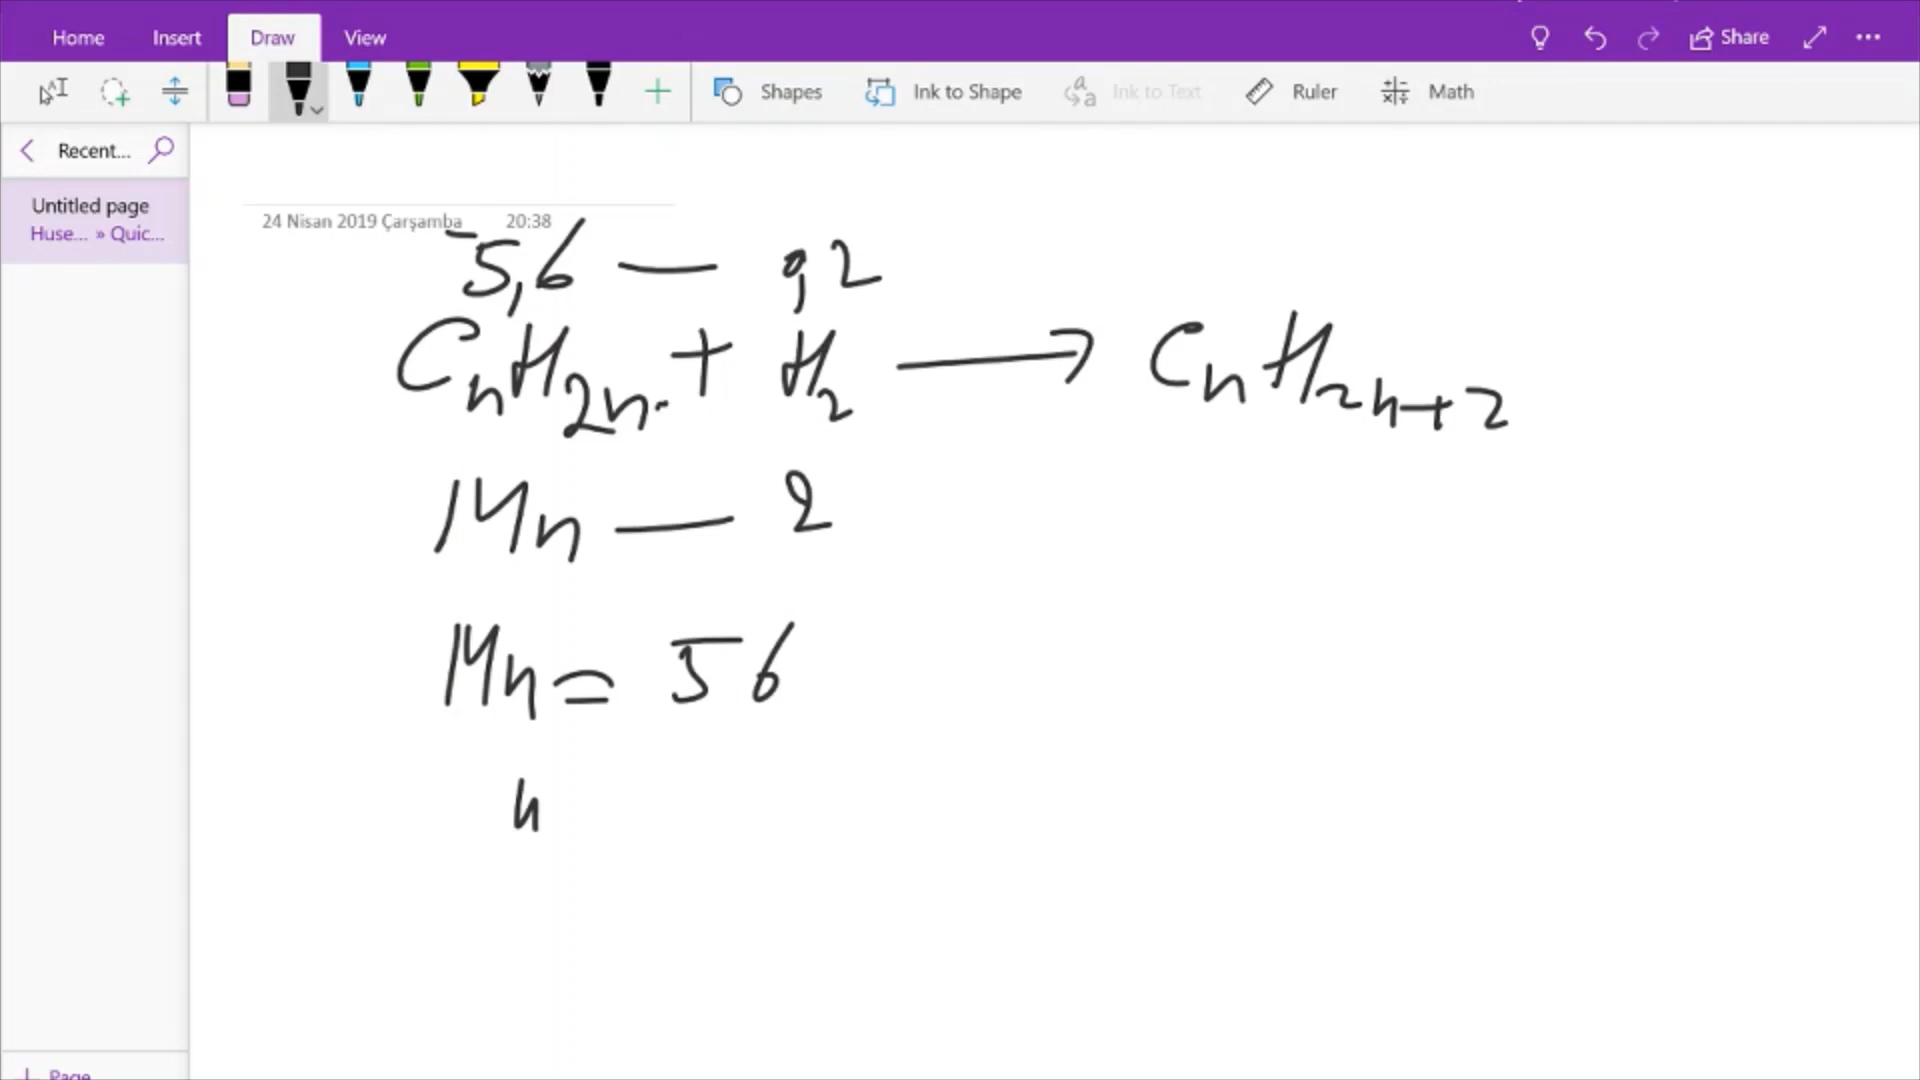 Home Insert Draw View Share
Shapes Ink to Shape Ink to Text Ruler Math
Recent...
Untitled page
Huse... » Quic...
24 Nisan 2019 Çarşamba 20:38
5,6 — 0,2
CnH2n + H2 → CnH2n+2
Mn — 2
Mn = 56
n
+ Page